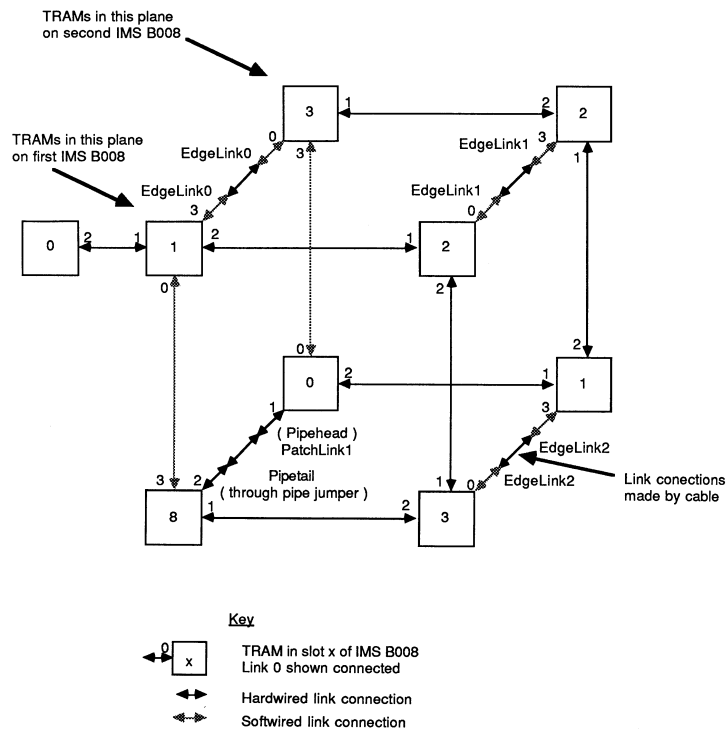 TRAMs in this plane
on second IMS B008
3
1
2
2
TRAMs in this plane
on first IMS B008
0
3
EdgeLink0
EdgeLink1
3
1
EdgeLink0
EdgeLink1
3
0
0
2
1
1
2
1
2
0
2
0
0
2
1
2
1
1
3
( Pipehead )
PatchLink1
EdgeLink2
3
2
Pipetail
( through pipe jumper )
1
0
EdgeLink2
Link conections
made by cable
8
1
2
3
Key
0
x
TRAM in slot x of IMS B008
Link 0 shown connected
Hardwired link connection
Softwired link connection